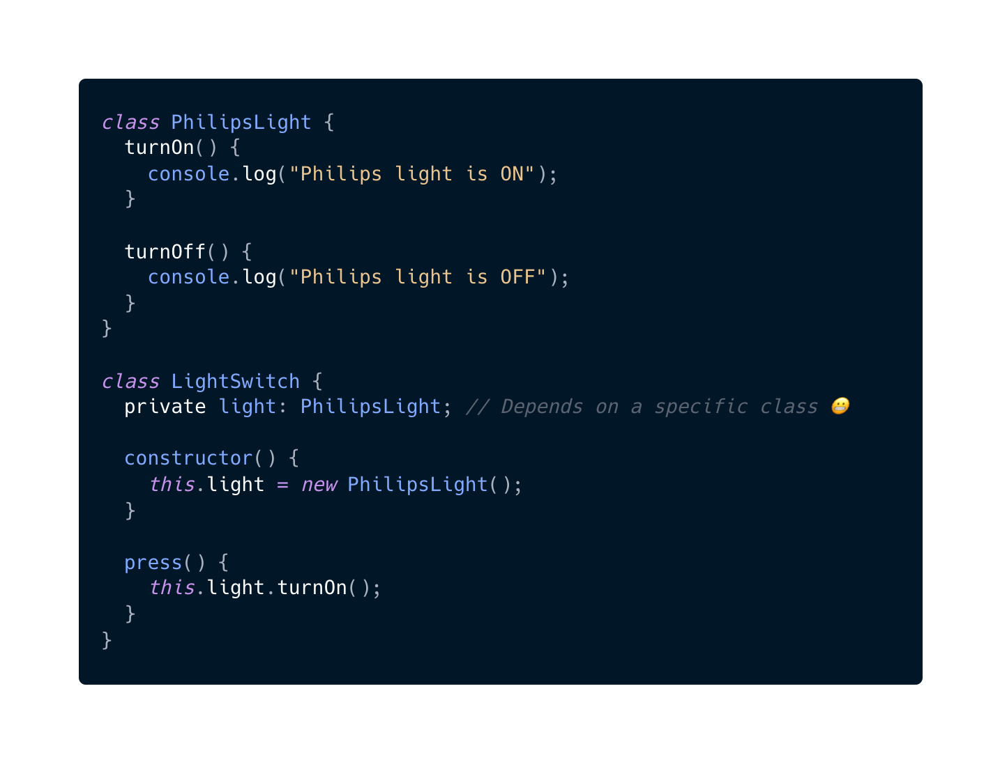 class PhilipsLight {
  turnOn() {
    console.log("Philips light is ON");
  }

  turnOff() {
    console.log("Philips light is OFF");
  }
}

class LightSwitch {
  private light: PhilipsLight; // Depends on a specific class 😬

  constructor() {
    this.light = new PhilipsLight();
  }

  press() {
    this.light.turnOn();
  }
}